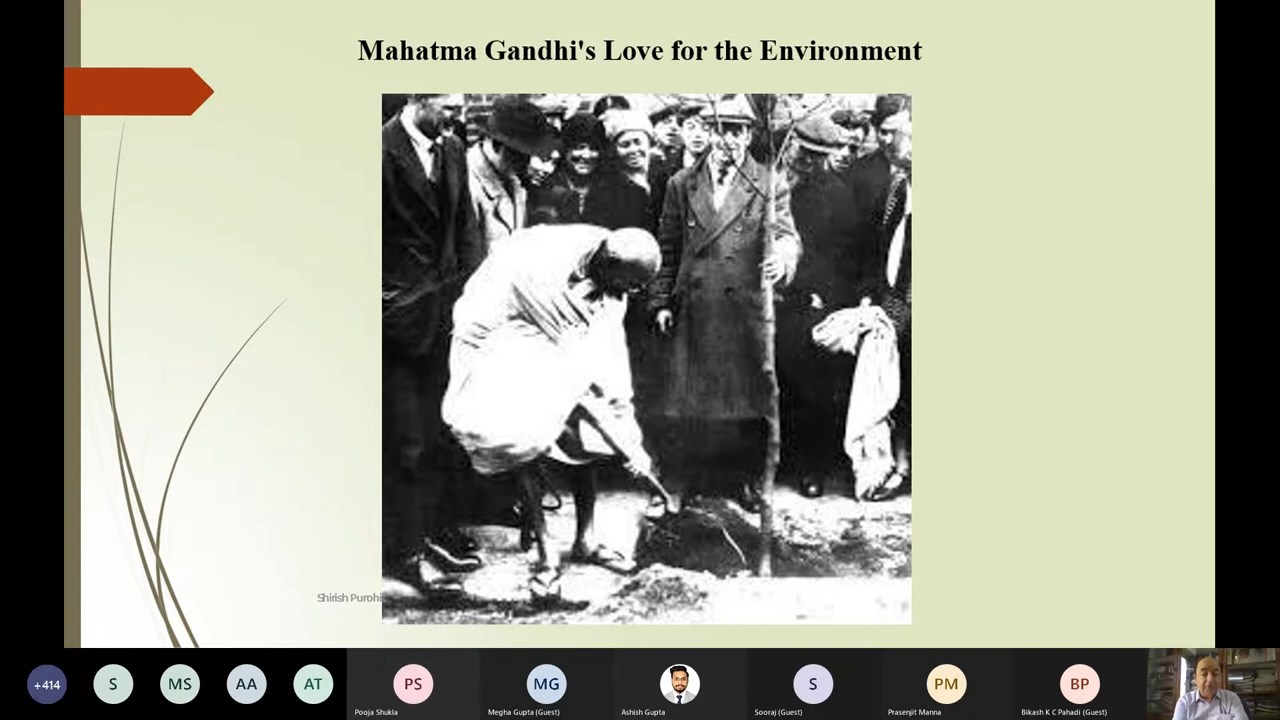 Mahatma Gandhi's Love for the Environment
Shirish Purohi
+414
S
MS
AA
AT
PS
MG
S
PM
BP
Pooja Shukla
Megha Gupta (Guest)
Ashish Gupta
Sooraj (Guest)
Prasenjit Manna
Bikash K C Pahadi (Guest)